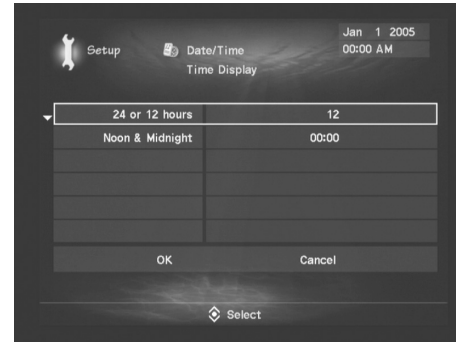 Setup
Date/Time
Time Display
Jan 1 2005
00:00 AM
24 or 12 hours 12
Noon & Midnight 00:00
OK Cancel
Select